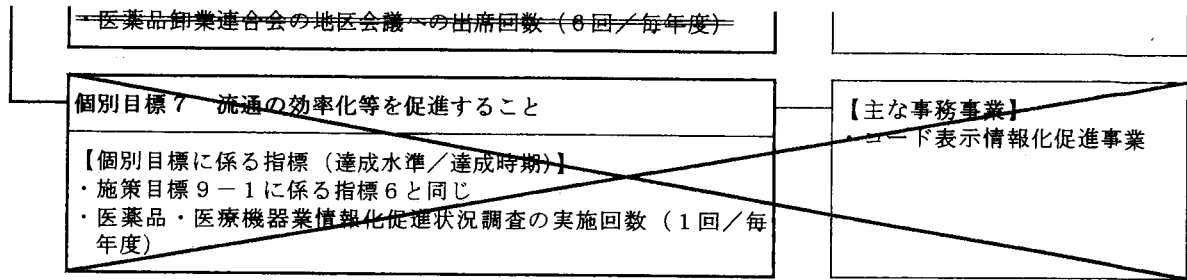 ・医薬品卸業連合会の地区会議への出席回数（６回／毎年度）
個別目標７　流通の効率化等を促進すること
【個別目標に係る指標（達成水準／達成時期）】
・施策目標９－１に係る指標６と同じ
・医薬品・医療機器業情報化促進状況調査の実施回数（１回／毎
年度）
【主な事務事業】
・コード表示情報化促進事業